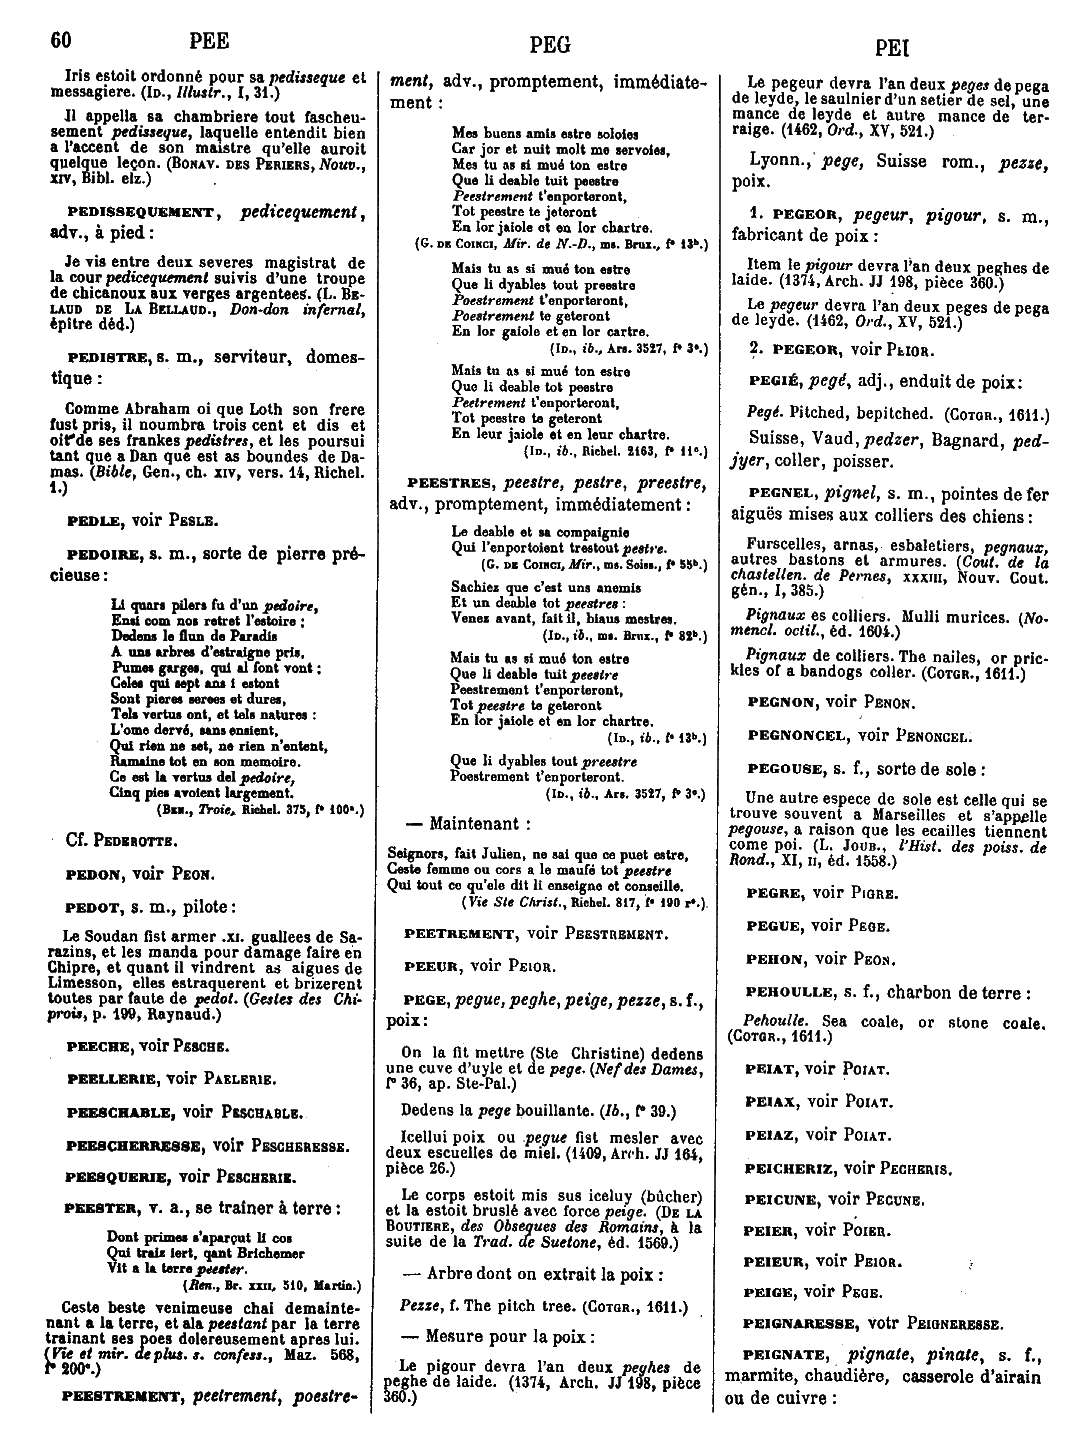 60 PEE
PEG
PEI
Iris estoit ordonné pour sa pedisseque et
messagiere. (Id., Illustr., I, 31.)
Il appella sa chambriere tout fascheu-
sement pedisseque, laquelle entendit bien
a l'accent de son maistre qu'elle auroit
quelque leçon. (Bonav. des Periers, Nouv.,
xiv, Bibl. elz.)
PEDISSEQUEMENT, pedicequement,
adv., à pied :
Je vis entre deux severes magistrat de
la cour pedicequement suivis d'une troupe
de chicanoux aux verges argentees. (L. Be-
laud de La Bellaud., Don-don infernal,
épitre déd.)
PEDISTRE, s. m., serviteur, domes-
tique :
Comme Abraham oi que Loth son frere
fust pris, il noumbra trois cent et dis et
oit de ses frankes pedistres, et les poursui
tant que a Dan que est as boundes de Da-
mas. (Bible, Gen., ch. xiv, vers. 14, Richel.
1.)
PEDLE, voir Pesle.
PEDOIRE, s. m., sorte de pierre pré-
cieuse :
Li quars pilers fu d'un pedoire,
Ensi com nos retret l'estoire ;
Dedens le flun de Paradis
A uns arbres d'estraigne pris,
Pumes garges, qui al font vont ;
Celes qui sept ans i estont
Sont pieres serees et dures,
Tels vertus ont, et tels natures :
L'ome dervé, sans ensient,
Qui rien ne set, ne rien n'entent,
Ramaine tot en son memoire.
Ce est la vertus del pedoire,
Cinq pies avoient largement.
(Ben., Troie, Richel. 375, f° 100c.)
Cf. Pederotte.
PEDON, voir Peon.
PEDOT, s. m., pilote :
Le Soudan fist armer .xi. guallees de Sa-
razins, et les manda pour damage faire en
Chipre, et quant il vindrent as aigues de
Limesson, elles estraquerent et brizerent
toutes par faute de pedot. (Gestes des Chi-
prois, p. 199, Raynaud.)
PEECHE, voir Pesche.
PEELLERIE, voir Paelerie.
PEESCHABLE, voir Peschable.
PEESCHERRESSE, voir Pescheresse.
PEESQUERIE, voir Pescherie.
PEESTER, v. a., se traîner à terre :
Dont primes s'aparçut li cos
Qui traiz iert, qant Brichemer
Vit a la terre peester.
(Ren., Br. xxii, 510, Martin.)
Ceste beste venimeuse chai demainte-
nant a la terre, et ala peestant par la terre
trainant ses poes dolereusement apres lui.
(Vie et mir. de plus. s. confess., Maz. 568,
f° 200c.)
PEESTREMENT, peetrement, poestre-
ment, adv., promptement, immédiate-
ment :
Mes buens amis estre soloies
Car jor et nuit molt me servoies,
Mes tu as si mué ton estre
Que li deable tuit peestre
Peestrement t'enporteront,
Tot peestre te jeteront
En lor jaiole et en lor chartre.
(G. de Coinci, Mir. de N.-D., ms. Brux., f° 13b.)
Mais tu as si mué ton estre
Que li dyables tout preestre
Poestrement t'enporteront,
Poestrement te geteront
En lor gaiole et en lor cartre.
(Id., ib., Ars. 3527, f° 3c.)
Mais tu as si mué ton estre
Que li deable tot peestre
Peetrement t'enporteront,
Tot peestre te geteront
En leur jaiole et en leur chartre.
(Id., ib., Richel. 2163, f° 11c.)
PEESTRES, peestre, pestre, preestre,
adv., promptement, immédiatement :
Le deable et sa compaignie
Qui l'enportoient trestout pestre.
(G. de Coinci, Mir., ms. Soiss., f° 55b.)
Sachiez que c'est uns anemis
Et un deable tot peestres :
Venez avant, fait il, biaus mestres.
(Id., ib., ms. Brux., f° 82b.)
Mais tu as si mué ton estre
Que li deable tuit peestre
Peestrement t'enporteront,
Tot peestre te geteront
En lor jaiole et en lor chartre.
(Id., ib., f° 13b.)
Que li dyables tout preestre
Poestrement t'enporteront.
(Id., ib., Ars. 3527, f° 3c.)
— Maintenant :
Seignors, fait Julien, ne sai que ce puet estre,
Ceste femme ou cors a le maufé tot peestre
Qui tout ce qu'ele dit li enseigne et conseille.
(Vie Ste Christ., Richel. 817, f° 190 r°.)
PEETREMENT, voir Peestrement.
PEEUR, voir Peior.
PEGE, pegue, peghe, peige, pezze, s. f.,
poix :
On la fit mettre (Ste Christine) dedens
une cuve d'uyle et de pege. (Nef des Dames,
f° 36, ap. Ste-Pal.)
Dedens la pege bouillante. (Ib., f° 39.)
Icellui poix ou pegue fist mesler avec
deux escuelles de miel. (1409, Arch. JJ 164,
pièce 26.)
Le corps estoit mis sus iceluy (bûcher)
et la estoit bruslé avec force peige. (De la
Boutiere, des Obseques des Romains, à la
suite de la Trad. de Suetone, éd. 1569.)
— Arbre dont on extrait la poix :
Pezze, f. The pitch tree. (Cotgr., 1611.)
— Mesure pour la poix :
Le pigour devra l'an deux peghes de
peghe de laide. (1374, Arch. JJ 198, pièce
360.)
Le pegeur devra l'an deux peges de pega
de leyde, le saulnier d'un setier de sel, une
mance de leyde et autre mance de ter-
raige. (1462, Ord., XV, 521.)
Lyonn., pege, Suisse rom., pezze,
poix.
1. PEGEOR, pegeur, pigour, s. m.,
fabricant de poix :
Item le pigour devra l'an deux peghes de
laide. (1374, Arch. JJ 198, pièce 360.)
Le pegeur devra l'an deux peges de pega
de leyde. (1462, Ord., XV, 521.)
2. PEGEOR, voir Plior.
PEGIÉ, pegé, adj., enduit de poix :
Pegé. Pitched, bepitched. (Cotgr., 1611.)
Suisse, Vaud, pedzer, Bagnard, ped-
jyer, coller, poisser.
PEGNEL, pignel, s. m., pointes de fer
aiguës mises aux colliers des chiens :
Furscelles, arnas, esbaletiers, pegnaux,
autres bastons et armures. (Cout. de la
chastellen. de Pernes, xxxiii, Nouv. Cout.
gén., I, 385.)
Pignaux es colliers. Mulli murices. (No-
mencl. octil., éd. 1604.)
Pignaux de colliers. The nailes, or pric-
kles of a bandogs coller. (Cotgr., 1611.)
PEGNON, voir Penon.
PEGNONCEL, voir Penoncel.
PEGOUSE, s. f., sorte de sole :
Une autre espece de sole est celle qui se
trouve souvent a Marseilles et s'appelle
pegouse, a raison que les ecailles tiennent
come poi. (L. Joub., l'Hist. des poiss. de
Rond., XI, ii, éd. 1558.)
PEGRE, voir Pigre.
PEGUE, voir Pege.
PEHON, voir Peon.
PEHOULLE, s. f., charbon de terre :
Pehoulle. Sea coale, or stone coale.
(Cotgr., 1611.)
PEIAT, voir Poiat.
PEIAX, voir Poiat.
PEIAZ, voir Poiat.
PEICHERIZ, voir Pecheris.
PEICUNE, voir Pecune.
PEIER, voir Poier.
PEIEUR, voir Peior.
PEIGE, voir Pege.
PEIGNARESSE, voir Peigneresse.
PEIGNATE, pignate, pinate, s. f.,
marmite, chaudière, casserole d'airain
ou de cuivre :